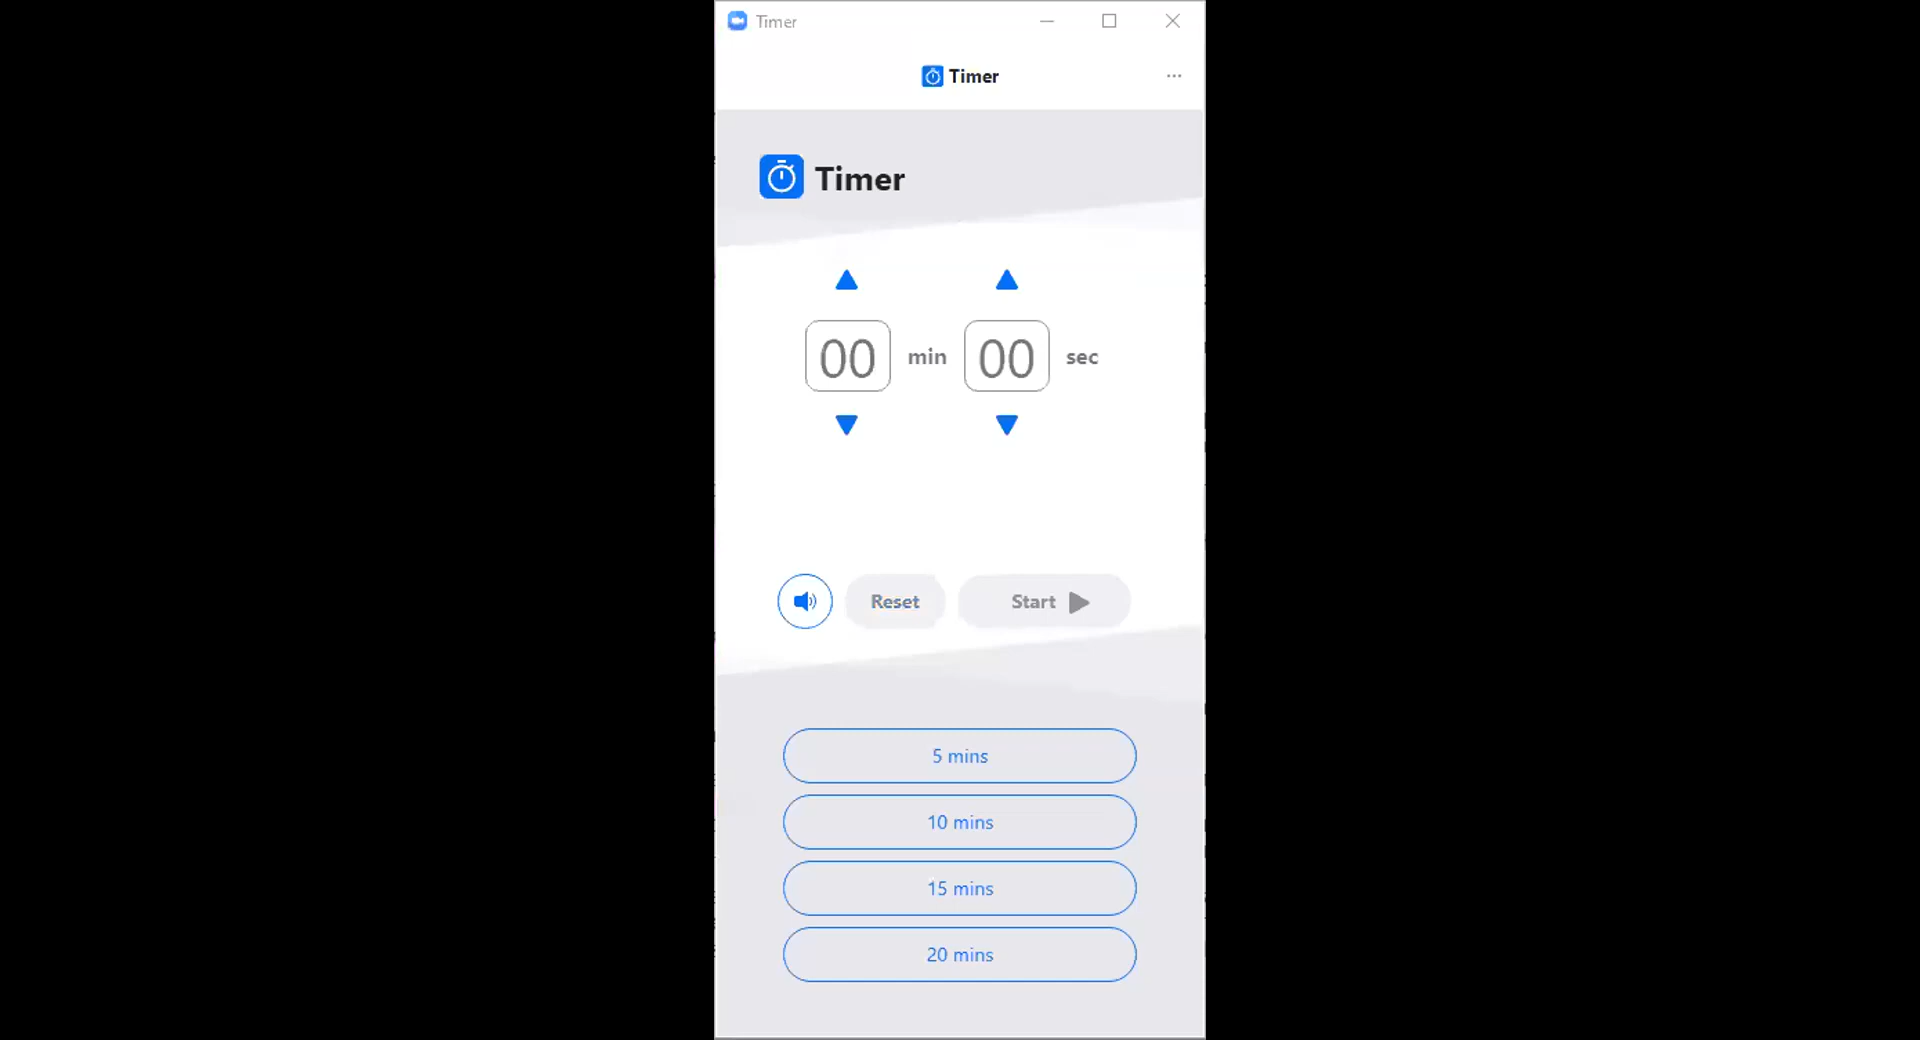 Timer
Timer
Timer
00 min 00 sec
Reset Start
5 mins
10 mins
15 mins
20 mins